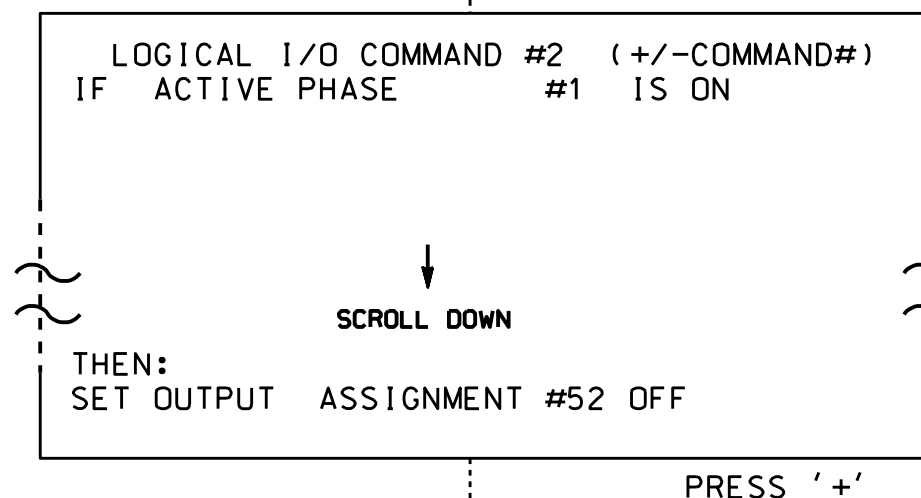 LOGICAL I/O COMMAND #2 (+/-COMMAND#)
IF ACTIVE PHASE #1 IS ON
SCROLL DOWN
THEN:
SET OUTPUT ASSIGNMENT #52 OFF
PRESS '+'